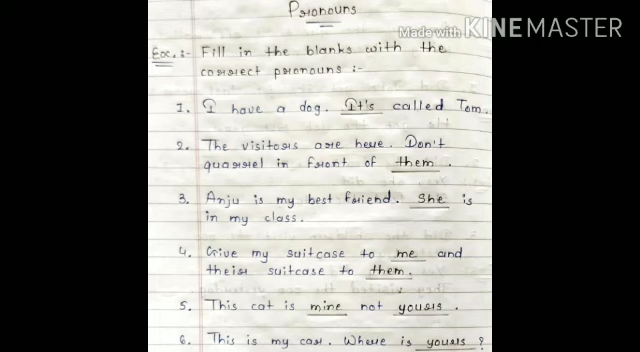 Pronouns
Made with KINEMASTER
Exc. :- Fill in the blanks with the
correct pronouns :-
1. I have a dog. It's called Tom.
2. The visitors are here. Don't
quarrel in front of them.
3. Anju is my best friend. She is
in my class.
4. Give my suitcase to me and
their suitcase to them.
5. This cat is mine not yours.
6. This is my car. Where is yours?